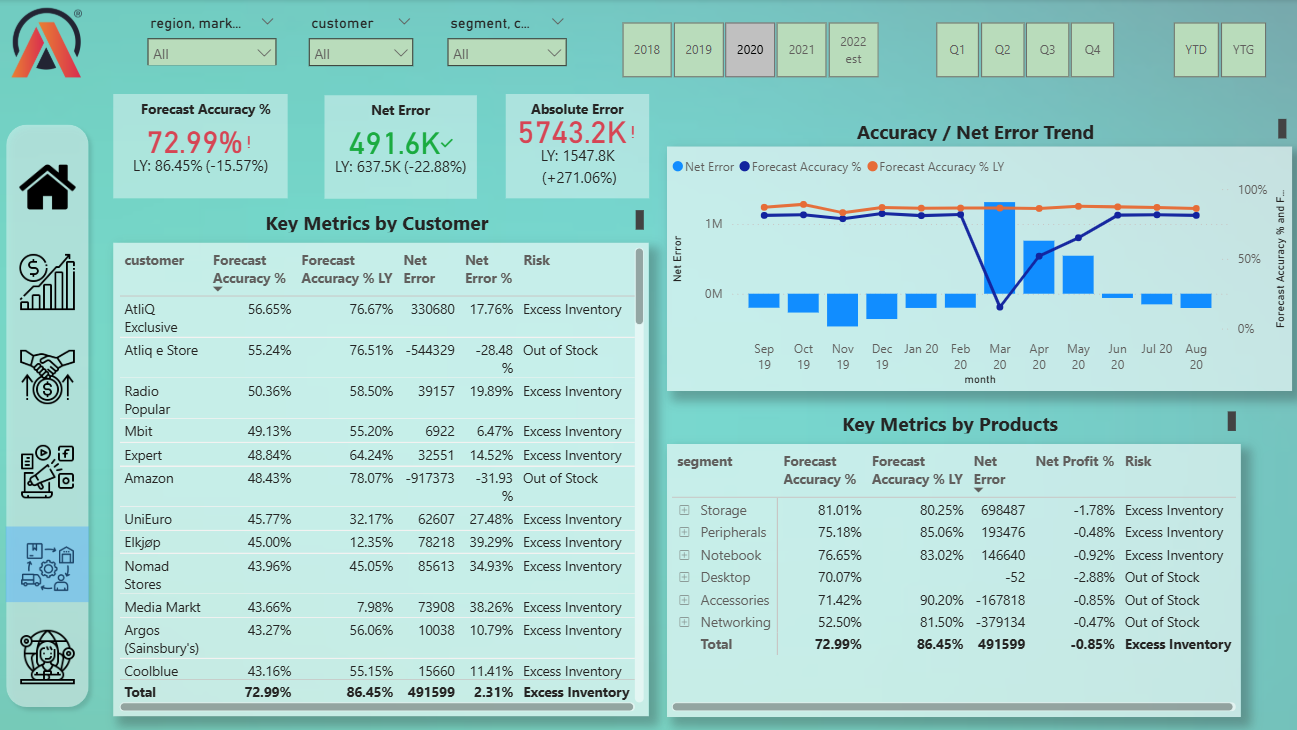 ®
region, mark... customer segment, c...
All All All
2018 2019 2020 2021 2022 est Q1 Q2 Q3 Q4 YTD YTG
Forecast Accuracy %
72.99%!
LY: 86.45% (-15.57%)
Net Error
491.6K✓
LY: 637.5K (-22.88%)
Absolute Error
5743.2K!
LY: 1547.8K
(+271.06%)
Key Metrics by Customer
customer Forecast Accuracy % Forecast Accuracy % LY Net Error Net Error % Risk
AtliQ Exclusive 56.65% 76.67% 330680 17.76% Excess Inventory
Atliq e Store 55.24% 76.51% -544329 -28.48 % Out of Stock
Radio Popular 50.36% 58.50% 39157 19.89% Excess Inventory
Mbit 49.13% 55.20% 6922 6.47% Excess Inventory
Expert 48.84% 64.24% 32551 14.52% Excess Inventory
Amazon 48.43% 78.07% -917373 -31.93 % Out of Stock
UniEuro 45.77% 32.17% 62607 27.48% Excess Inventory
Elkjøp 45.00% 12.35% 78218 39.29% Excess Inventory
Nomad Stores 43.96% 45.05% 85613 34.93% Excess Inventory
Media Markt 43.66% 7.98% 73908 38.26% Excess Inventory
Argos (Sainsbury's) 43.27% 56.06% 10038 10.79% Excess Inventory
Coolblue 43.16% 55.15% 15660 11.41% Excess Inventory
Total 72.99% 86.45% 491599 2.31% Excess Inventory
Accuracy / Net Error Trend
Net Error Forecast Accuracy % Forecast Accuracy % LY
Net Error
1M
0M
100%
50%
0%
Forecast Accuracy % and F...
Sep 19 Oct 19 Nov 19 Dec 19 Jan 20 Feb 20 Mar 20 Apr 20 May 20 Jun 20 Jul 20 Aug 20
month
Key Metrics by Products
segment Forecast Accuracy % Forecast Accuracy % LY Net Error Net Profit % Risk
Storage 81.01% 80.25% 698487 -1.78% Excess Inventory
Peripherals 75.18% 85.06% 193476 -0.48% Excess Inventory
Notebook 76.65% 83.02% 146640 -0.92% Excess Inventory
Desktop 70.07% -52 -2.88% Out of Stock
Accessories 71.42% 90.20% -167818 -0.85% Out of Stock
Networking 52.50% 81.50% -379134 -0.47% Out of Stock
Total 72.99% 86.45% 491599 -0.85% Excess Inventory